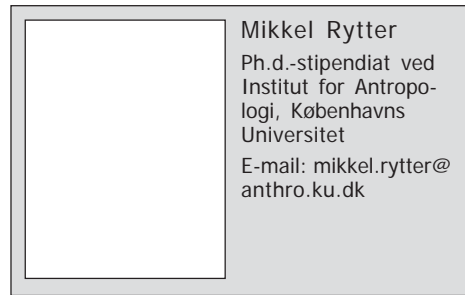 Mikkel Rytter
Ph.d.-stipendiat ved
Institut for Antropo-
logi, Københavns
Universitet
E-mail: mikkel.rytter@
anthro.ku.dk